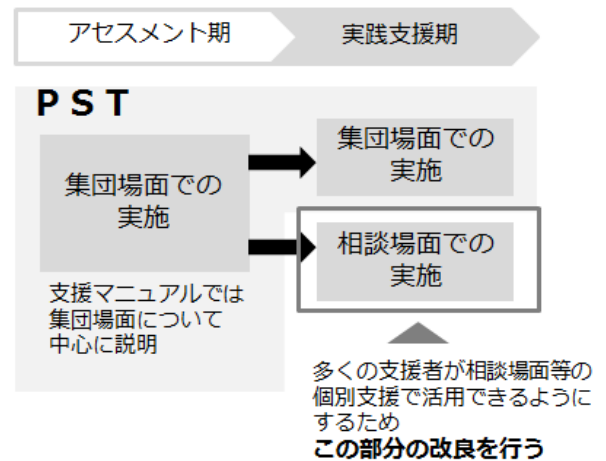 アセスメント期
実践支援期
PST
集団場面での
実施
集団場面での
実施
相談場面での
実施
支援マニュアルでは
集団場面について
中心に説明
多くの支援者が相談場面等の
個別支援で活用できるように
するため
この部分の改良を行う